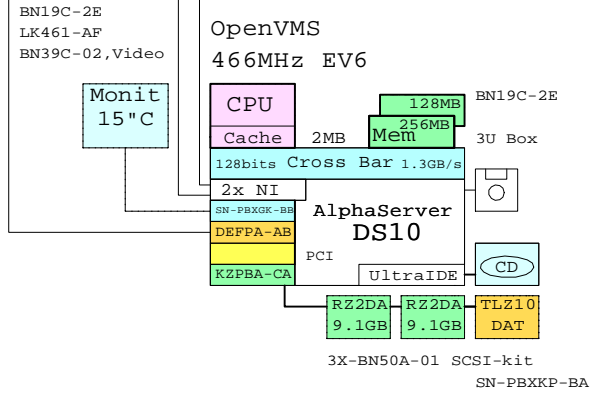 BN19C-2E
LK461-AF
BN39C-02,Video
OpenVMS
466MHz EV6
Monit
15"C
CPU
Cache
2MB
128MB
256MB
Mem
BN19C-2E
3U Box
128bits Cross Bar 1.3GB/s
2x NI
SN-PBXGK-BB
DEFPA-AB
AlphaServer
DS10
PCI
KZPBA-CA
UltraIDE
CD
RZ2DA
9.1GB
RZ2DA
9.1GB
TLZ10
DAT
3X-BN50A-01 SCSI-kit
SN-PBXKP-BA